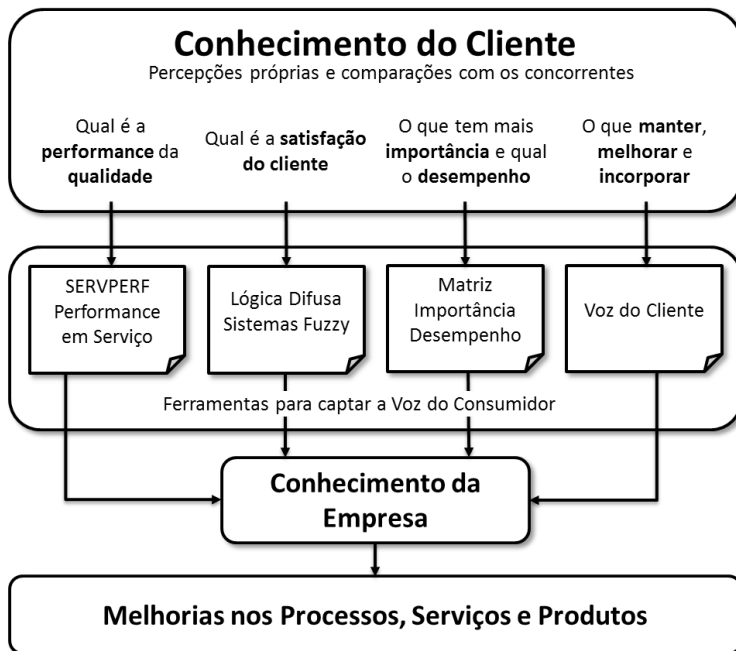 Conhecimento do Cliente
Percepções próprias e comparações com os concorrentes
Qual é a
performance da
qualidade
Qual é a satisfação
do cliente
O que tem mais
importância e qual
o desempenho
O que manter,
melhorar e
incorporar
SERVPERF
Performance
em Serviço
Lógica Difusa
Sistemas Fuzzy
Matriz
Importância
Desempenho
Voz do Cliente
Ferramentas para captar a Voz do Consumidor
Conhecimento da
Empresa
Melhorias nos Processos, Serviços e Produtos